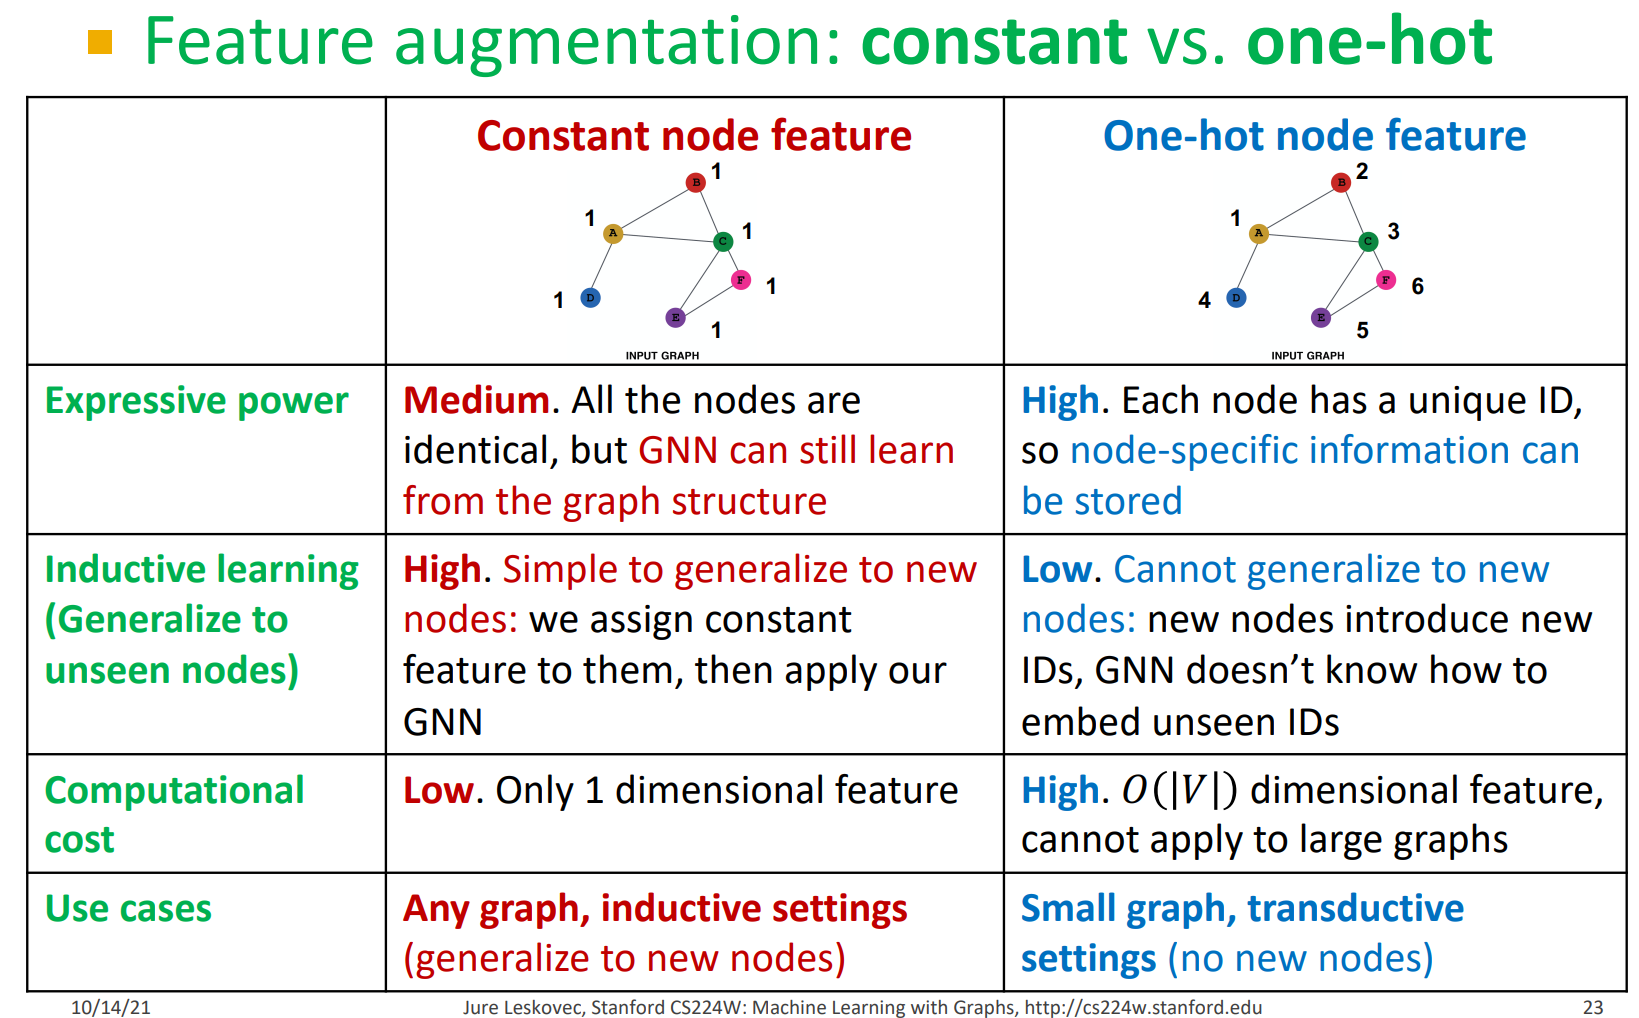 Feature augmentation: constant vs. one-hot
Constant node feature
1
B
1
A
1
C
1
F
1
D
E
1
INPUT GRAPH
One-hot node feature
2
B
1
A
3
C
6
F
4
D
E
5
INPUT GRAPH
Expressive power
Medium. All the nodes are
identical, but GNN can still learn
from the graph structure
High. Each node has a unique ID,
so node-specific information can
be stored
Inductive learning
(Generalize to
unseen nodes)
High. Simple to generalize to new
nodes: we assign constant
feature to them, then apply our
GNN
Low. Cannot generalize to new
nodes: new nodes introduce new
IDs, GNN doesn’t know how to
embed unseen IDs
Computational
cost
Low. Only 1 dimensional feature
High. O(|V|) dimensional feature,
cannot apply to large graphs
Use cases
Any graph, inductive settings
(generalize to new nodes)
Small graph, transductive
settings (no new nodes)
10/14/21
Jure Leskovec, Stanford CS224W: Machine Learning with Graphs, http://cs224w.stanford.edu
23